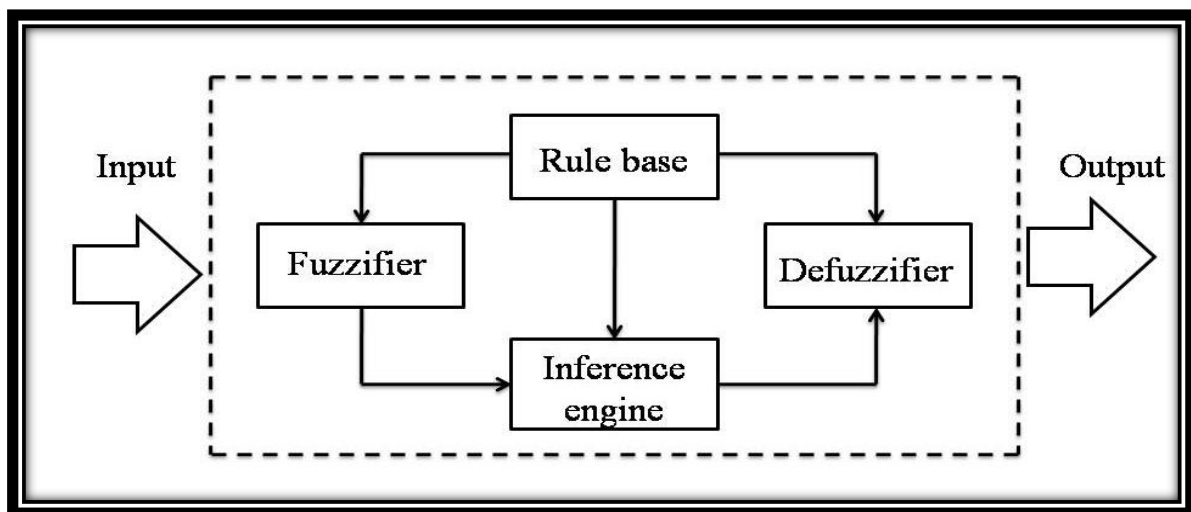 Input
Rule base
Output
Fuzzifier
Defuzzifier
Inference
engine